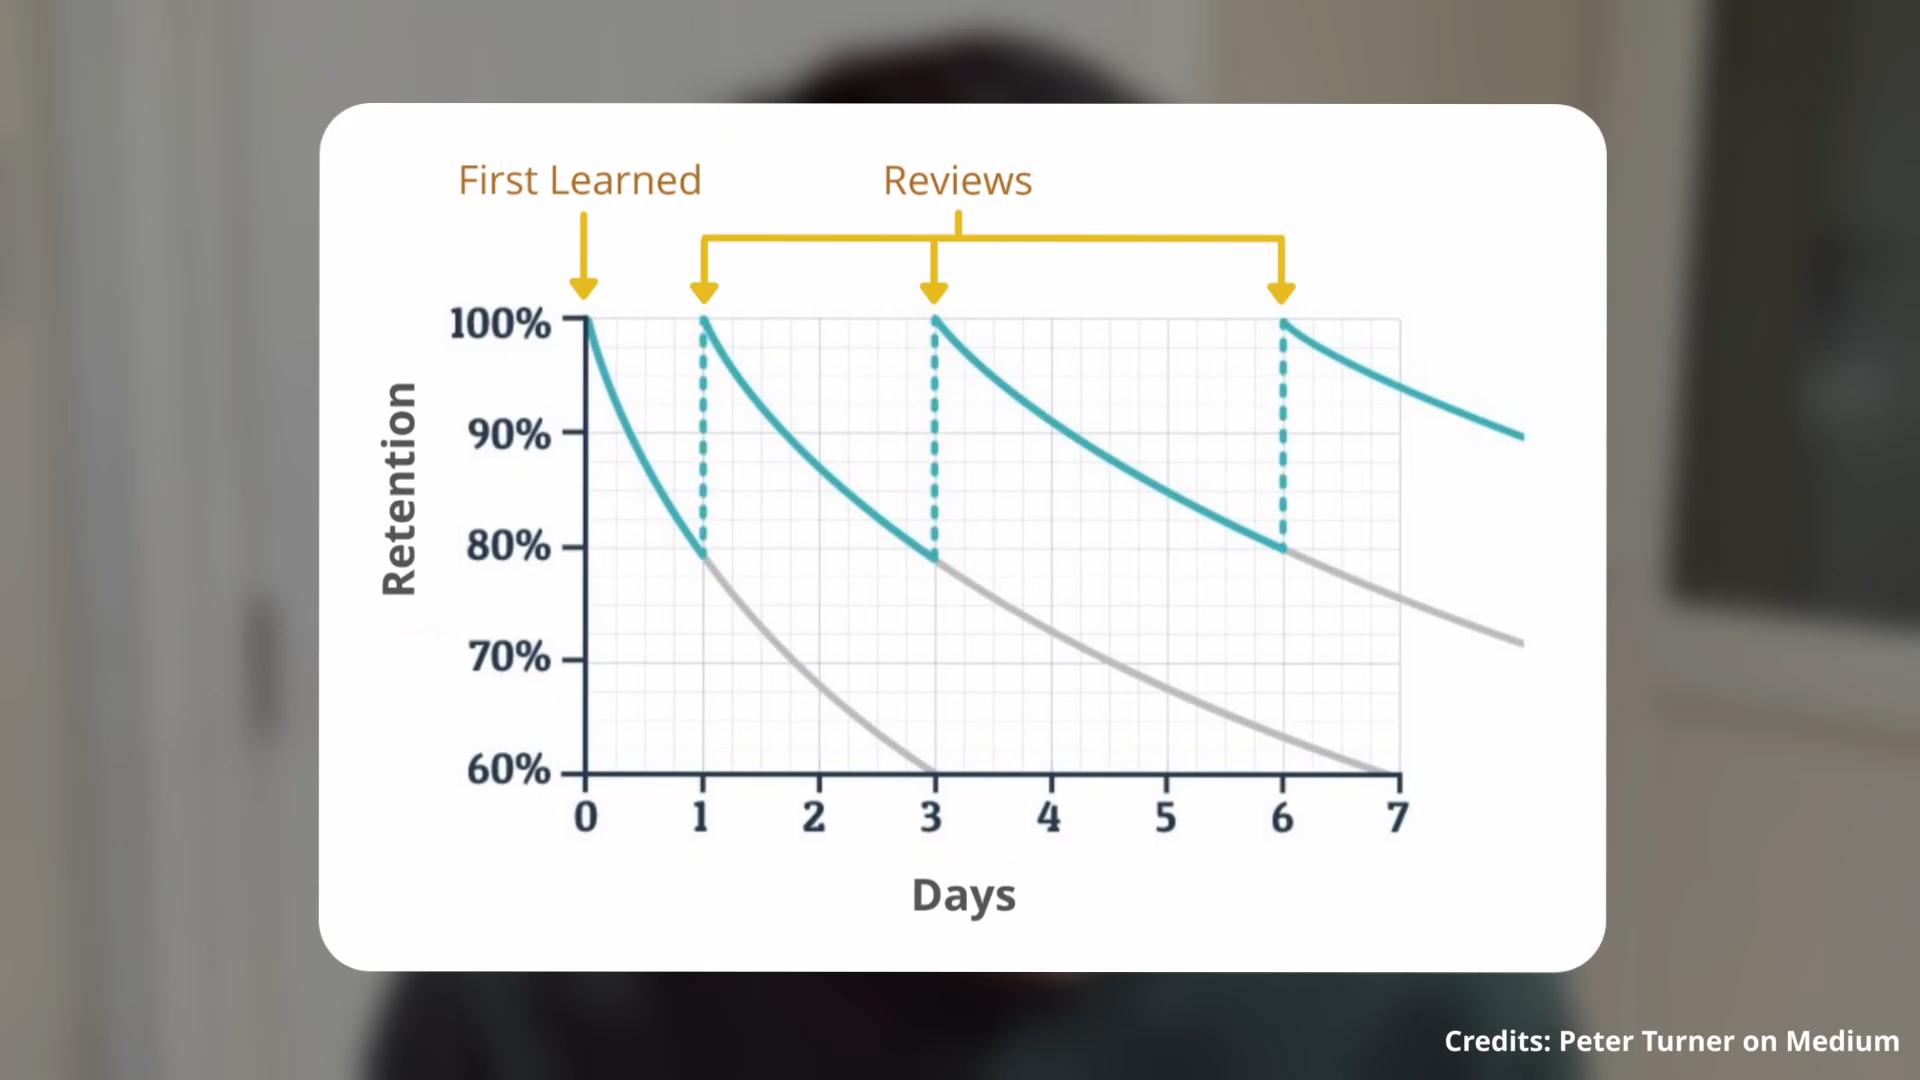 First Learned
Reviews
100%
90%
80%
70%
60%
Retention
0 1 2 3 4 5 6 7
Days
Credits: Peter Turner on Medium